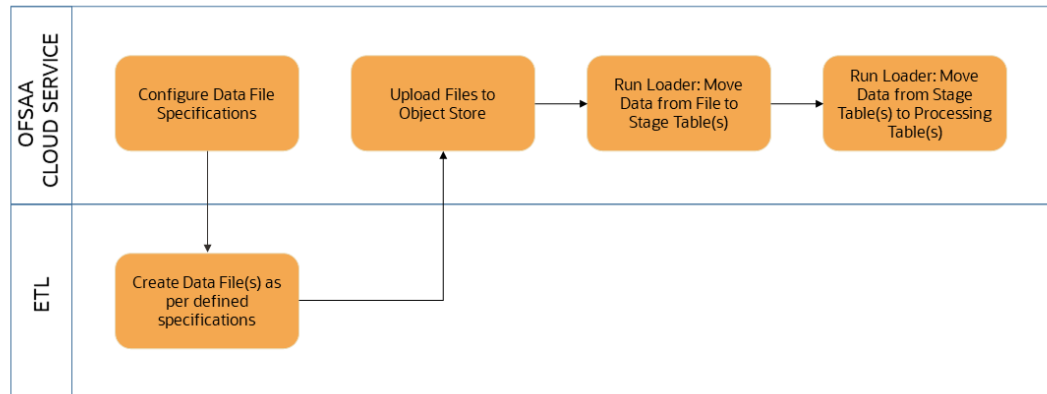 OFSAA
CLOUD SERVICE
Configure Data File
Specifications
Upload Files to
Object Store
Run Loader: Move
Data from File to
Stage Table(s)
Run Loader: Move
Data from Stage
Table(s) to Processing
Table(s)
ETL
Create Data File(s) as
per defined
specifications